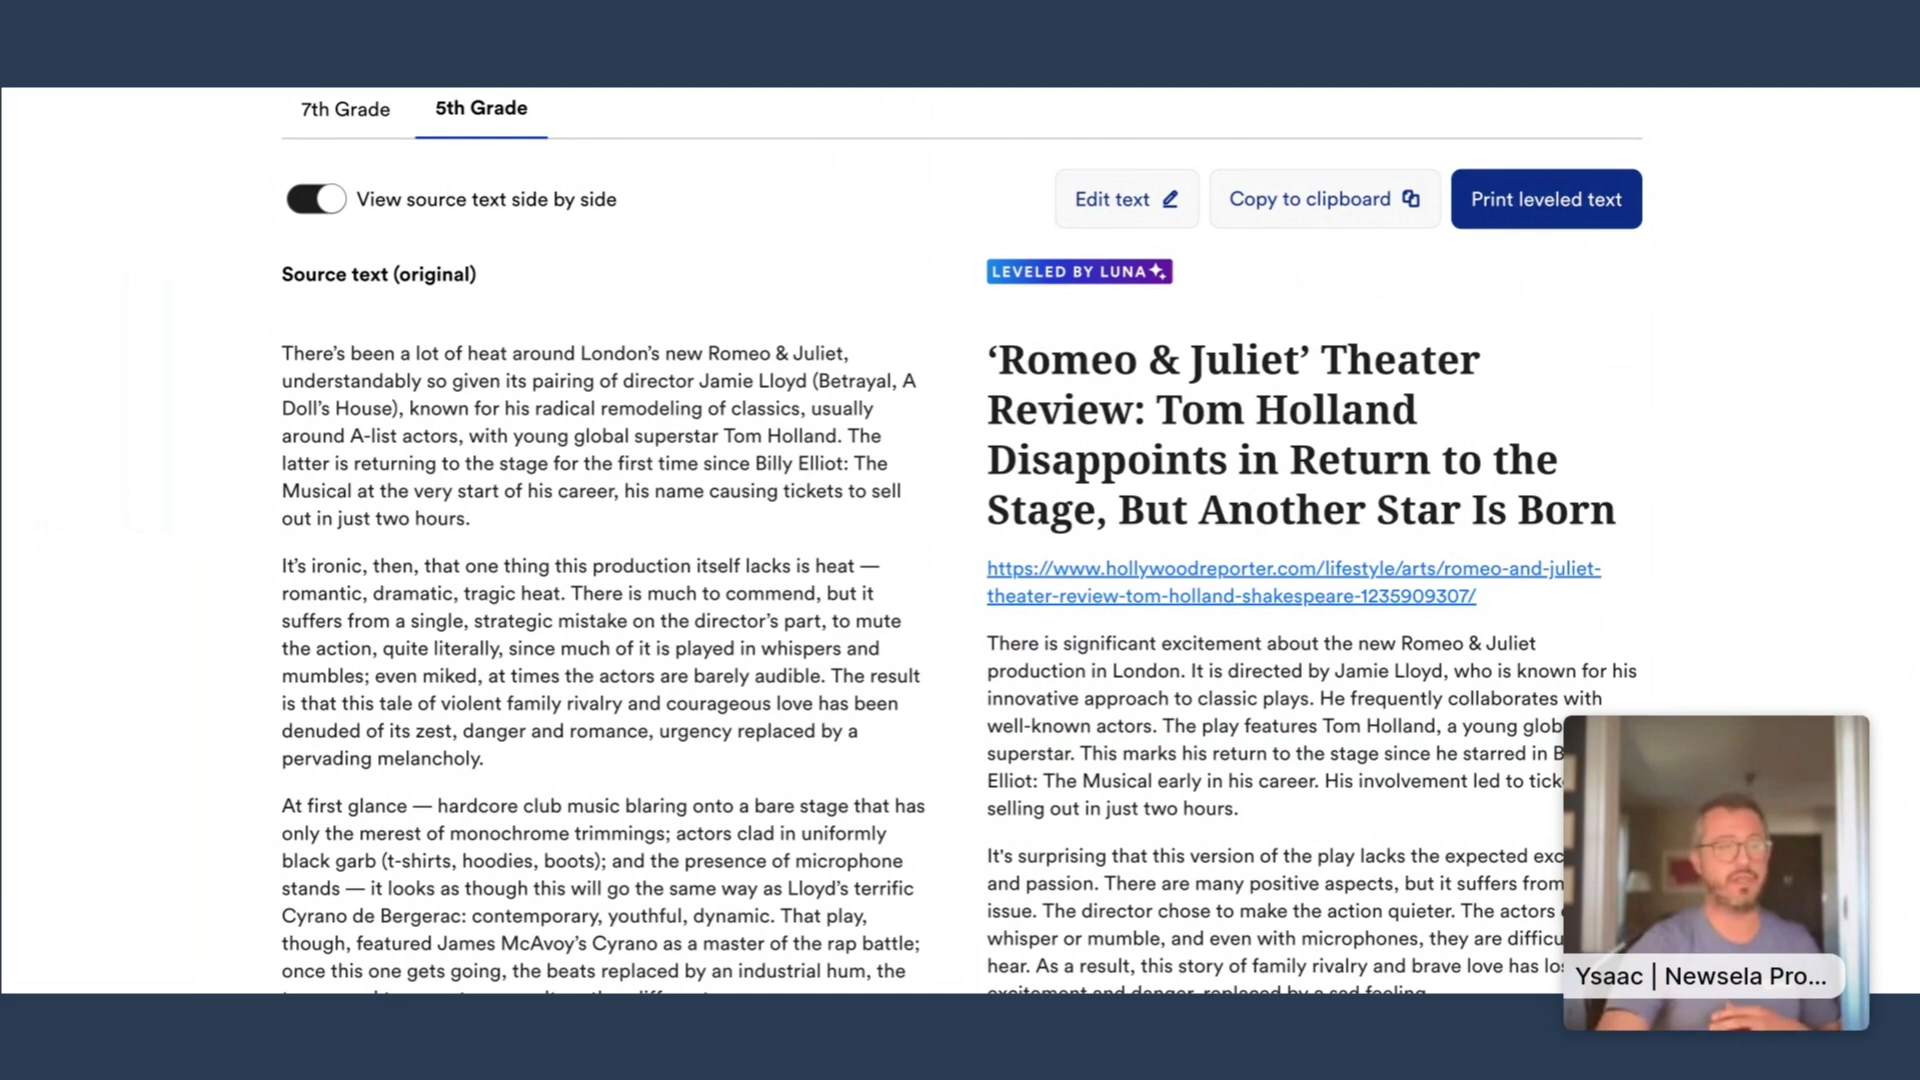 7th Grade
5th Grade
View source text side by side
Edit text
Copy to clipboard
Print leveled text
Source text (original)
There’s been a lot of heat around London’s new Romeo & Juliet,
understandably so given its pairing of director Jamie Lloyd (Betrayal, A
Doll’s House), known for his radical remodeling of classics, usually
around A-list actors, with young global superstar Tom Holland. The
latter is returning to the stage for the first time since Billy Elliot: The
Musical at the very start of his career, his name causing tickets to sell
out in just two hours.
It’s ironic, then, that one thing this production itself lacks is heat —
romantic, dramatic, tragic heat. There is much to commend, but it
suffers from a single, strategic mistake on the director’s part, to mute
the action, quite literally, since much of it is played in whispers and
mumbles; even miked, at times the actors are barely audible. The result
is that this tale of violent family rivalry and courageous love has been
denuded of its zest, danger and romance, urgency replaced by a
pervading melancholy.
At first glance — hardcore club music blaring onto a bare stage that has
only the merest of monochrome trimmings; actors clad in uniformly
black garb (t-shirts, hoodies, boots); and the presence of microphone
stands — it looks as though this will go the same way as Lloyd’s terrific
Cyrano de Bergerac: contemporary, youthful, dynamic. That play,
though, featured James McAvoy’s Cyrano as a master of the rap battle;
once this one gets going, the beats replaced by an industrial hum, the
LEVELED BY LUNA
‘Romeo & Juliet’ Theater
Review: Tom Holland
Disappoints in Return to the
Stage, But Another Star Is Born
https://www.hollywoodreporter.com/lifestyle/arts/romeo-and-juliet-
theater-review-tom-holland-shakespeare-1235909307/
There is significant excitement about the new Romeo & Juliet
production in London. It is directed by Jamie Lloyd, who is known for his
innovative approach to classic plays. He frequently collaborates with
well-known actors. The play features Tom Holland, a young glob
superstar. This marks his return to the stage since he starred in B
Elliot: The Musical early in his career. His involvement led to tick
selling out in just two hours.
It's surprising that this version of the play lacks the expected exc
and passion. There are many positive aspects, but it suffers from
issue. The director chose to make the action quieter. The actors
whisper or mumble, and even with microphones, they are difficu
hear. As a result, this story of family rivalry and brave love has lo
excitement and danger, replaced by a sad feeling.
Ysaac | Newsela Pro...